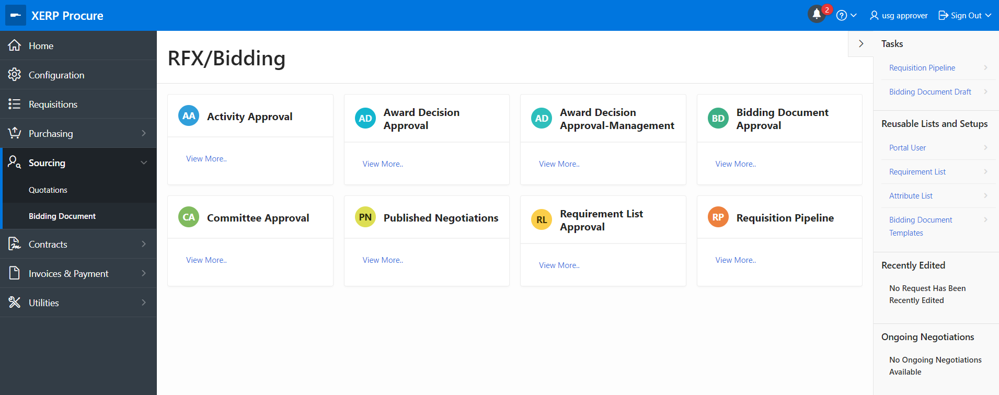 XERP Procure
2
?
usg approver
Sign Out
Home
Configuration
Requisitions
Purchasing
Sourcing
Quotations
Bidding Document
Contracts
Invoices & Payment
Utilities
RFX/Bidding
AA
Activity Approval
View More..
AD
Award Decision
Approval
View More..
AD
Award Decision
Approval-Management
View More..
BD
Bidding Document
Approval
View More..
CA
Committee Approval
View More..
PN
Published Negotiations
View More..
RL
Requirement List
Approval
View More..
RP
Requisition Pipeline
View More..
Tasks
Requisition Pipeline
Bidding Document Draft
Reusable Lists and Setups
Portal User
Requirement List
Attribute List
Bidding Document
Templates
Recently Edited
No Request Has Been
Recently Edited
Ongoing Negotiations
No Ongoing Negotiations
Available